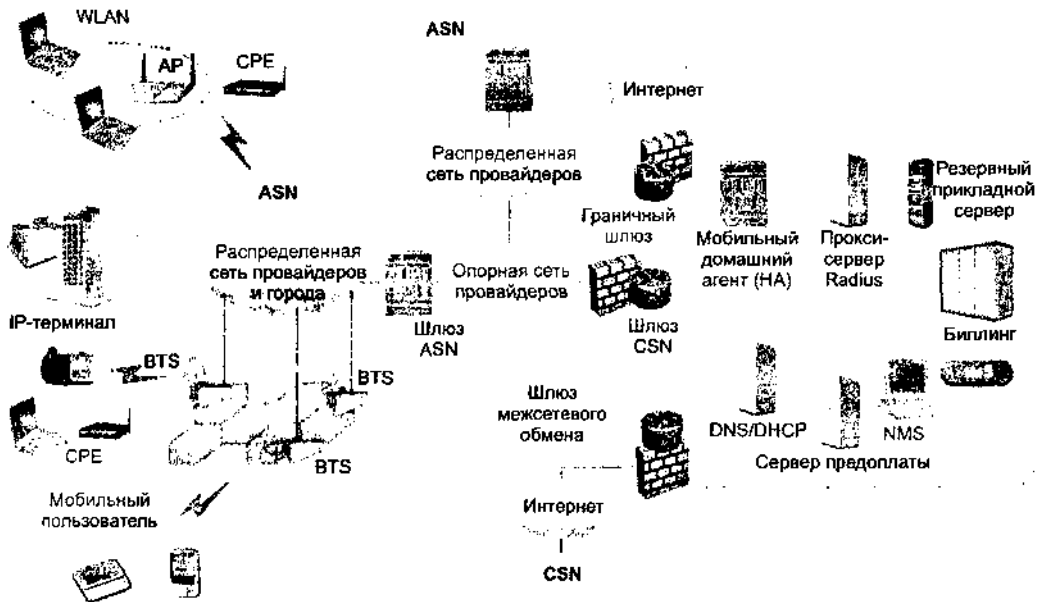 WLAN
AP
CPE
ASN
Интернет
Распределенная
сеть провайдеров
ASN
Граничный
шлюз
Мобильный
домашний
агент (HA)
Прокси-
сервер
Radius
Резервный
прикладной
сервер
Распределенная
сеть провайдеров
и города
Опорная сеть
провайдеров
IP-терминал
Шлюз
ASN
Шлюз
CSN
Биллинг
BTS
BTS
BTS
CPE
Шлюз
межсетевого
обмена
DNS/DHCP
NMS
Сервер предоплаты
Мобильный
пользователь
Интернет
CSN